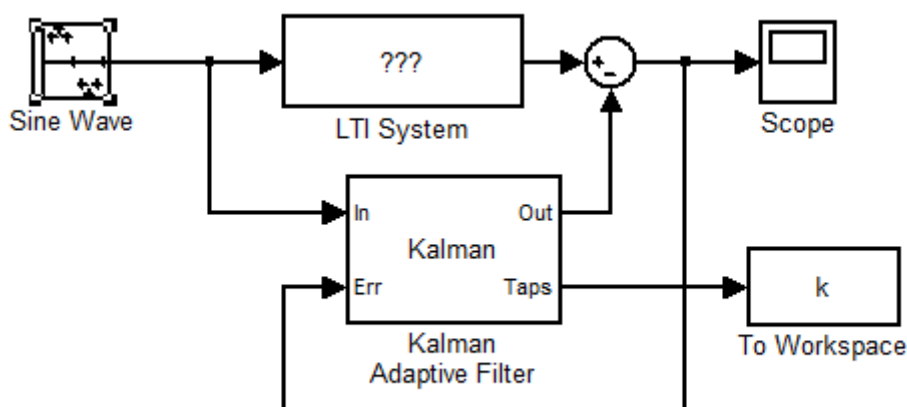 ???
Sine Wave
LTI System
+
-
Scope
In
Out
Kalman
Err
Taps
k
Kalman
Adaptive Filter
To Workspace